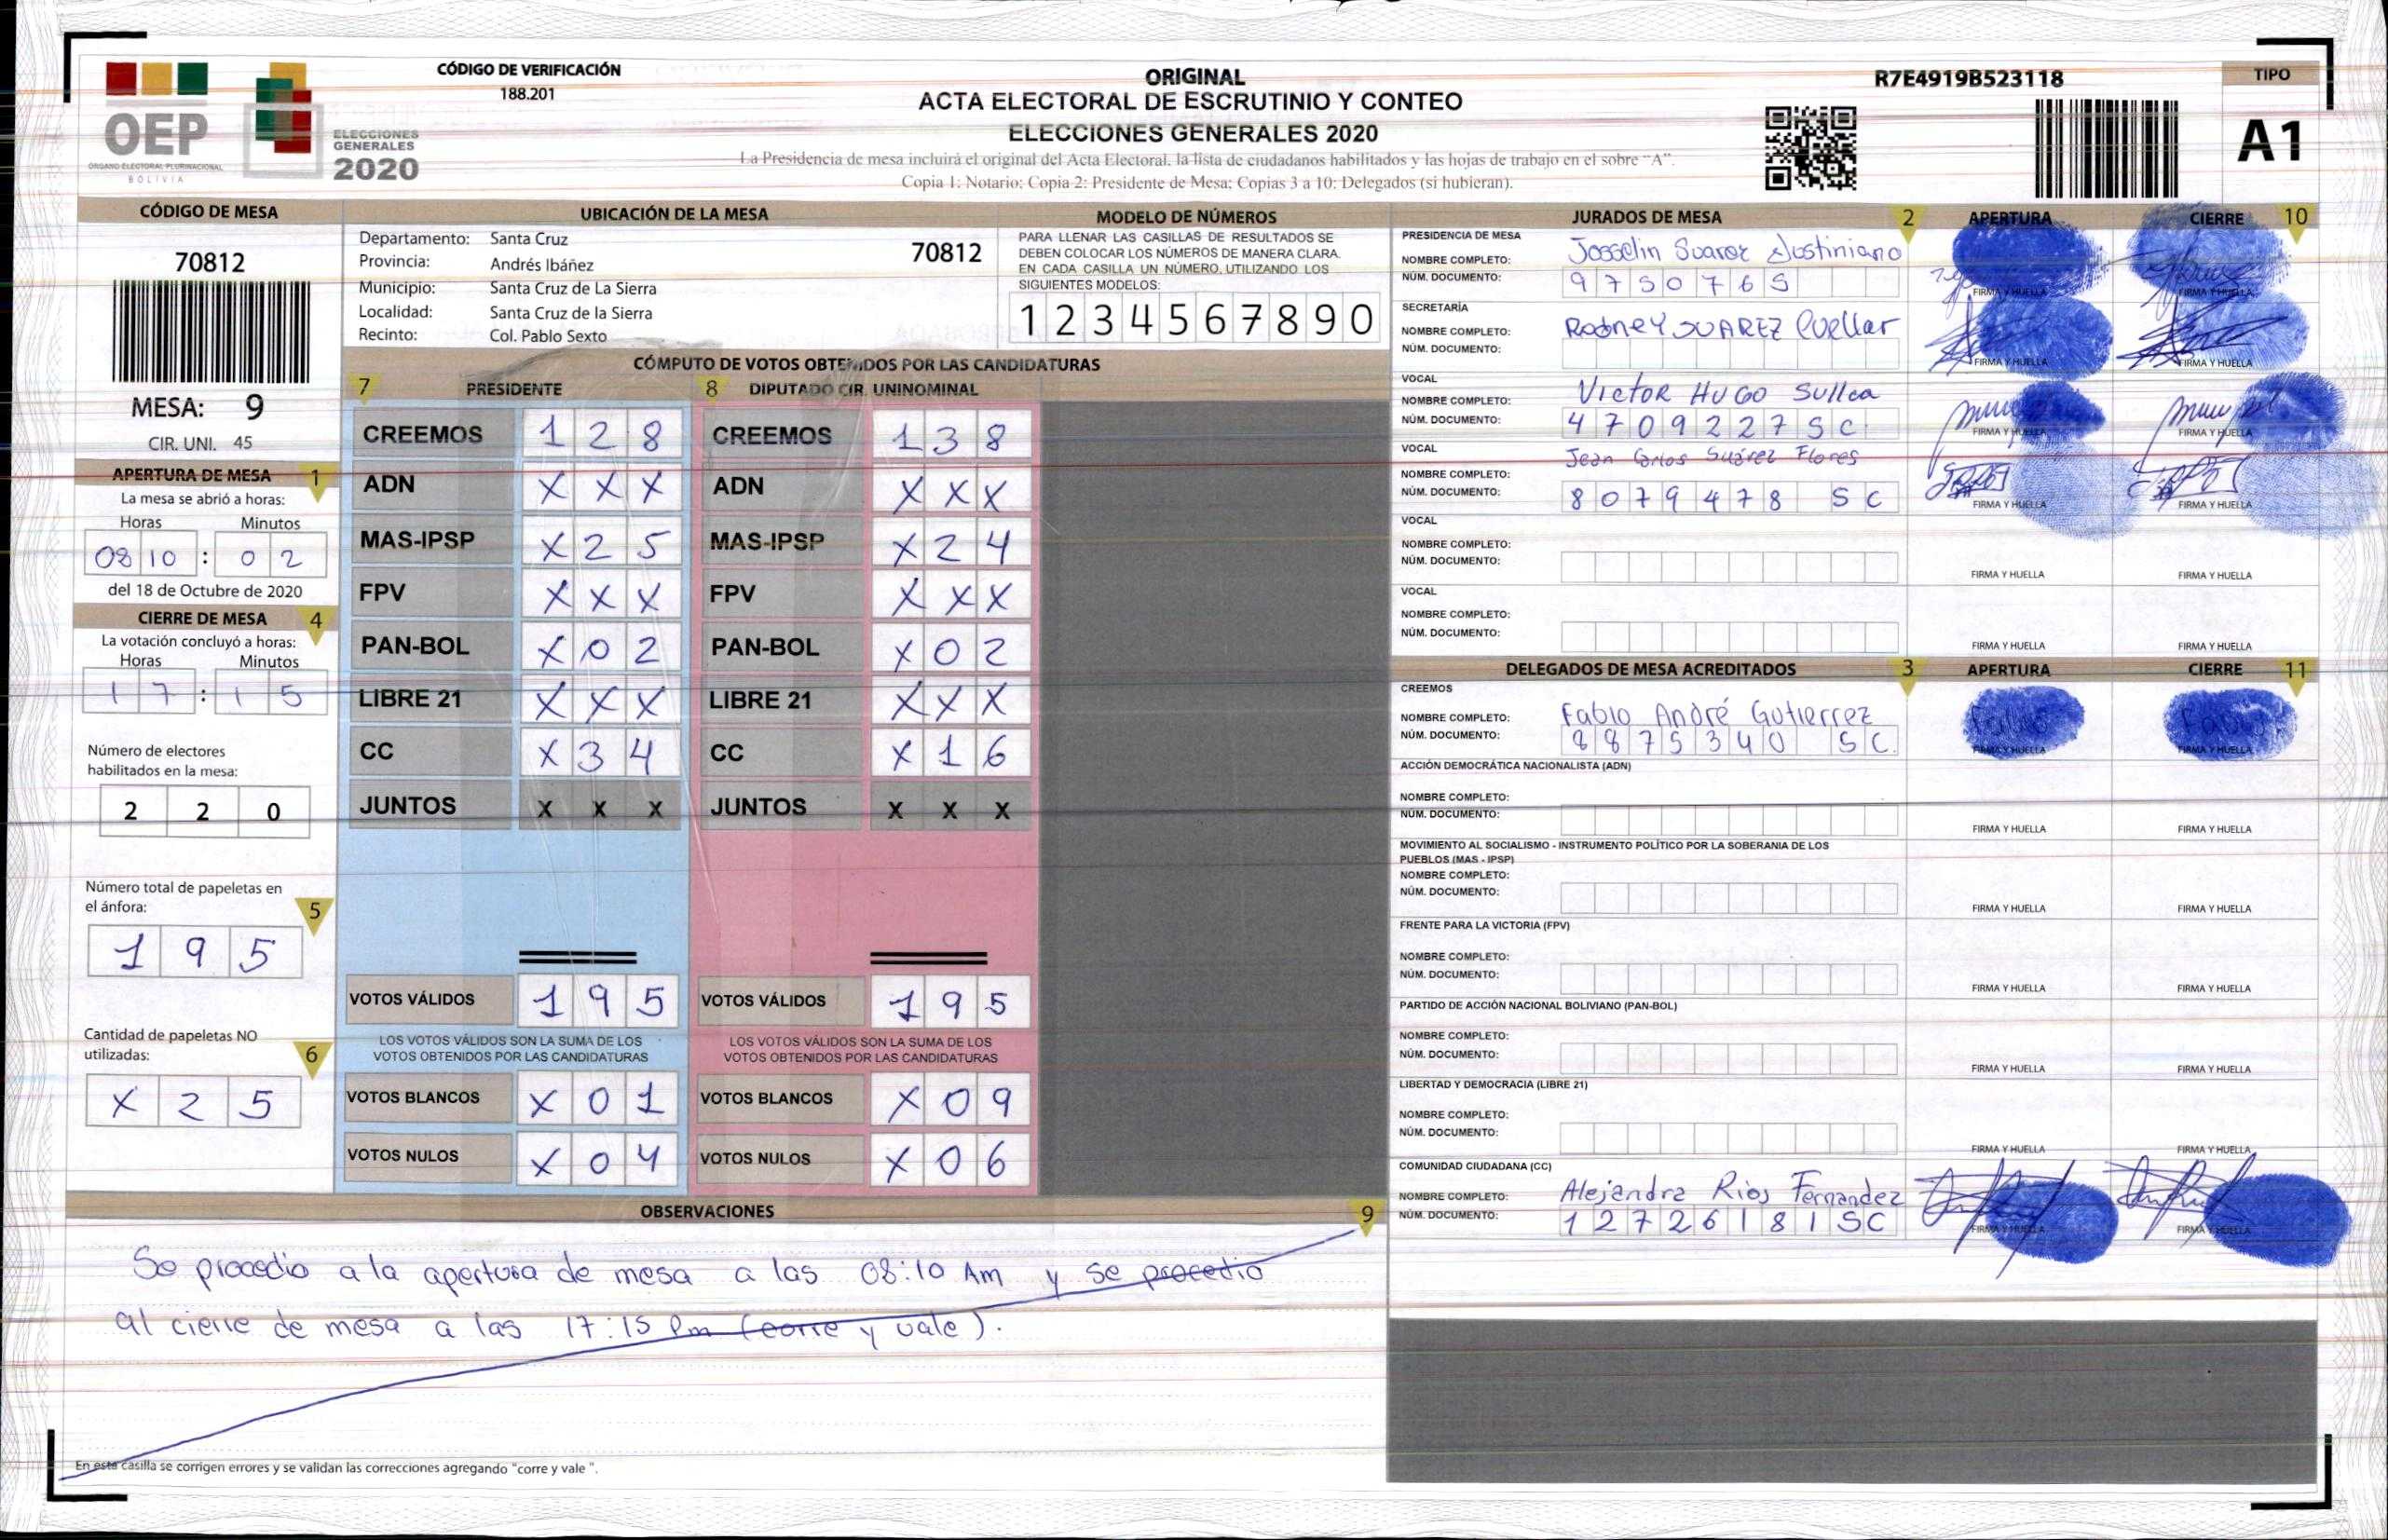 CÓDIGO DE VERIFICACIÓN
188.201
ORIGINAL
ACTA ELECTORAL DE ESCRUTINIO Y CONTEO
ELECCIONES GENERALES 2020
La Presidencia de mesa incluirá el original del Acta Electoral, la lista de ciudadanos habilitados y las hojas de trabajo en el sobre “A”.
Copia 1: Notario; Copia 2: Presidente de Mesa; Copias 3 a 10: Delegados (si hubieran).
R7E4919B523118
TIPO
A1
OEP
ÓRGANO ELECTORAL PLURINACIONAL
BOLIVIA
ELECCIONES
GENERALES
2020
CÓDIGO DE MESA
70812
MESA: 9
CIR. UNI. 45
APERTURA DE MESA 1
La mesa se abrió a horas:
Horas Minutos
08 10 : 0 2
del 18 de Octubre de 2020
CIERRE DE MESA 4
La votación concluyó a horas:
Horas Minutos
1 7 : 1 5
Número de electores
habilitados en la mesa:
2 2 0
Número total de papeletas en
el ánfora: 5
1 9 5
Cantidad de papeletas NO
utilizadas: 6
X 2 5
UBICACIÓN DE LA MESA
Departamento: Santa Cruz 70812
Provincia: Andrés Ibáñez
Municipio: Santa Cruz de La Sierra
Localidad: Santa Cruz de la Sierra
Recinto: Col. Pablo Sexto
MODELO DE NÚMEROS
PARA LLENAR LAS CASILLAS DE RESULTADOS SE
DEBEN COLOCAR LOS NÚMEROS DE MANERA CLARA.
EN CADA CASILLA UN NÚMERO, UTILIZANDO LOS
SIGUIENTES MODELOS:
1 2 3 4 5 6 7 8 9 0
CÓMPUTO DE VOTOS OBTENIDOS POR LAS CANDIDATURAS
7 PRESIDENTE
CREEMOS 1 2 8
ADN X X X
MAS-IPSP X 2 5
FPV X X X
PAN-BOL X 0 2
LIBRE 21 X X X
CC X 3 4
JUNTOS X X X
VOTOS VÁLIDOS 1 9 5
LOS VOTOS VÁLIDOS SON LA SUMA DE LOS
VOTOS OBTENIDOS POR LAS CANDIDATURAS
VOTOS BLANCOS X 0 1
VOTOS NULOS X 0 4
8 DIPUTADO CIR. UNINOMINAL
CREEMOS 1 3 8
ADN X X X
MAS-IPSP X 2 4
FPV X X X
PAN-BOL X 0 2
LIBRE 21 X X X
CC X 1 6
JUNTOS X X X
VOTOS VÁLIDOS 1 9 5
LOS VOTOS VÁLIDOS SON LA SUMA DE LOS
VOTOS OBTENIDOS POR LAS CANDIDATURAS
VOTOS BLANCOS X 0 9
VOTOS NULOS X 0 6
OBSERVACIONES 9
Se procedio a la apertura de mesa a las 08:10 Am y se procedio
al cierre de mesa a las 17:15 Pm (corre y vale).
En esta casilla se corrigen errores y se validan las correcciones agregando "corre y vale ".
JURADOS DE MESA 2 APERTURA CIERRE 10
PRESIDENCIA DE MESA
NOMBRE COMPLETO: Josselin Suarez Justiniano
NÚM. DOCUMENTO: 9 7 5 0 7 6 5
FIRMA Y HUELLA FIRMA Y HUELLA
SECRETARÍA
NOMBRE COMPLETO: Rodney SUAREZ Cuellar
NÚM. DOCUMENTO:
FIRMA Y HUELLA FIRMA Y HUELLA
VOCAL
NOMBRE COMPLETO: Victor HUGO Sullca
NÚM. DOCUMENTO: 4 7 0 9 2 2 7 S C
FIRMA Y HUELLA FIRMA Y HUELLA
VOCAL
NOMBRE COMPLETO: Jean Carlos Suárez Flores
NÚM. DOCUMENTO: 8 0 7 9 4 7 8 S C
FIRMA Y HUELLA FIRMA Y HUELLA
VOCAL
NOMBRE COMPLETO:
NÚM. DOCUMENTO:
FIRMA Y HUELLA FIRMA Y HUELLA
VOCAL
NOMBRE COMPLETO:
NÚM. DOCUMENTO:
FIRMA Y HUELLA FIRMA Y HUELLA
DELEGADOS DE MESA ACREDITADOS 3 APERTURA CIERRE 11
CREEMOS
NOMBRE COMPLETO: Fabio André Gutierrez
NÚM. DOCUMENTO: 8 8 7 5 3 4 0 S C
FIRMA Y HUELLA FIRMA Y HUELLA
ACCIÓN DEMOCRÁTICA NACIONALISTA (ADN)
NOMBRE COMPLETO:
NÚM. DOCUMENTO:
FIRMA Y HUELLA FIRMA Y HUELLA
MOVIMIENTO AL SOCIALISMO - INSTRUMENTO POLÍTICO POR LA SOBERANIA DE LOS
PUEBLOS (MAS - IPSP)
NOMBRE COMPLETO:
NÚM. DOCUMENTO:
FIRMA Y HUELLA FIRMA Y HUELLA
FRENTE PARA LA VICTORIA (FPV)
NOMBRE COMPLETO:
NÚM. DOCUMENTO:
FIRMA Y HUELLA FIRMA Y HUELLA
PARTIDO DE ACCIÓN NACIONAL BOLIVIANO (PAN-BOL)
NOMBRE COMPLETO:
NÚM. DOCUMENTO:
FIRMA Y HUELLA FIRMA Y HUELLA
LIBERTAD Y DEMOCRACIA (LIBRE 21)
NOMBRE COMPLETO:
NÚM. DOCUMENTO:
FIRMA Y HUELLA FIRMA Y HUELLA
COMUNIDAD CIUDADANA (CC)
NOMBRE COMPLETO: Alejandra Rios Fernandez
NÚM. DOCUMENTO: 1 2 7 2 6 1 8 1 SC
FIRMA Y HUELLA FIRMA Y HUELLA